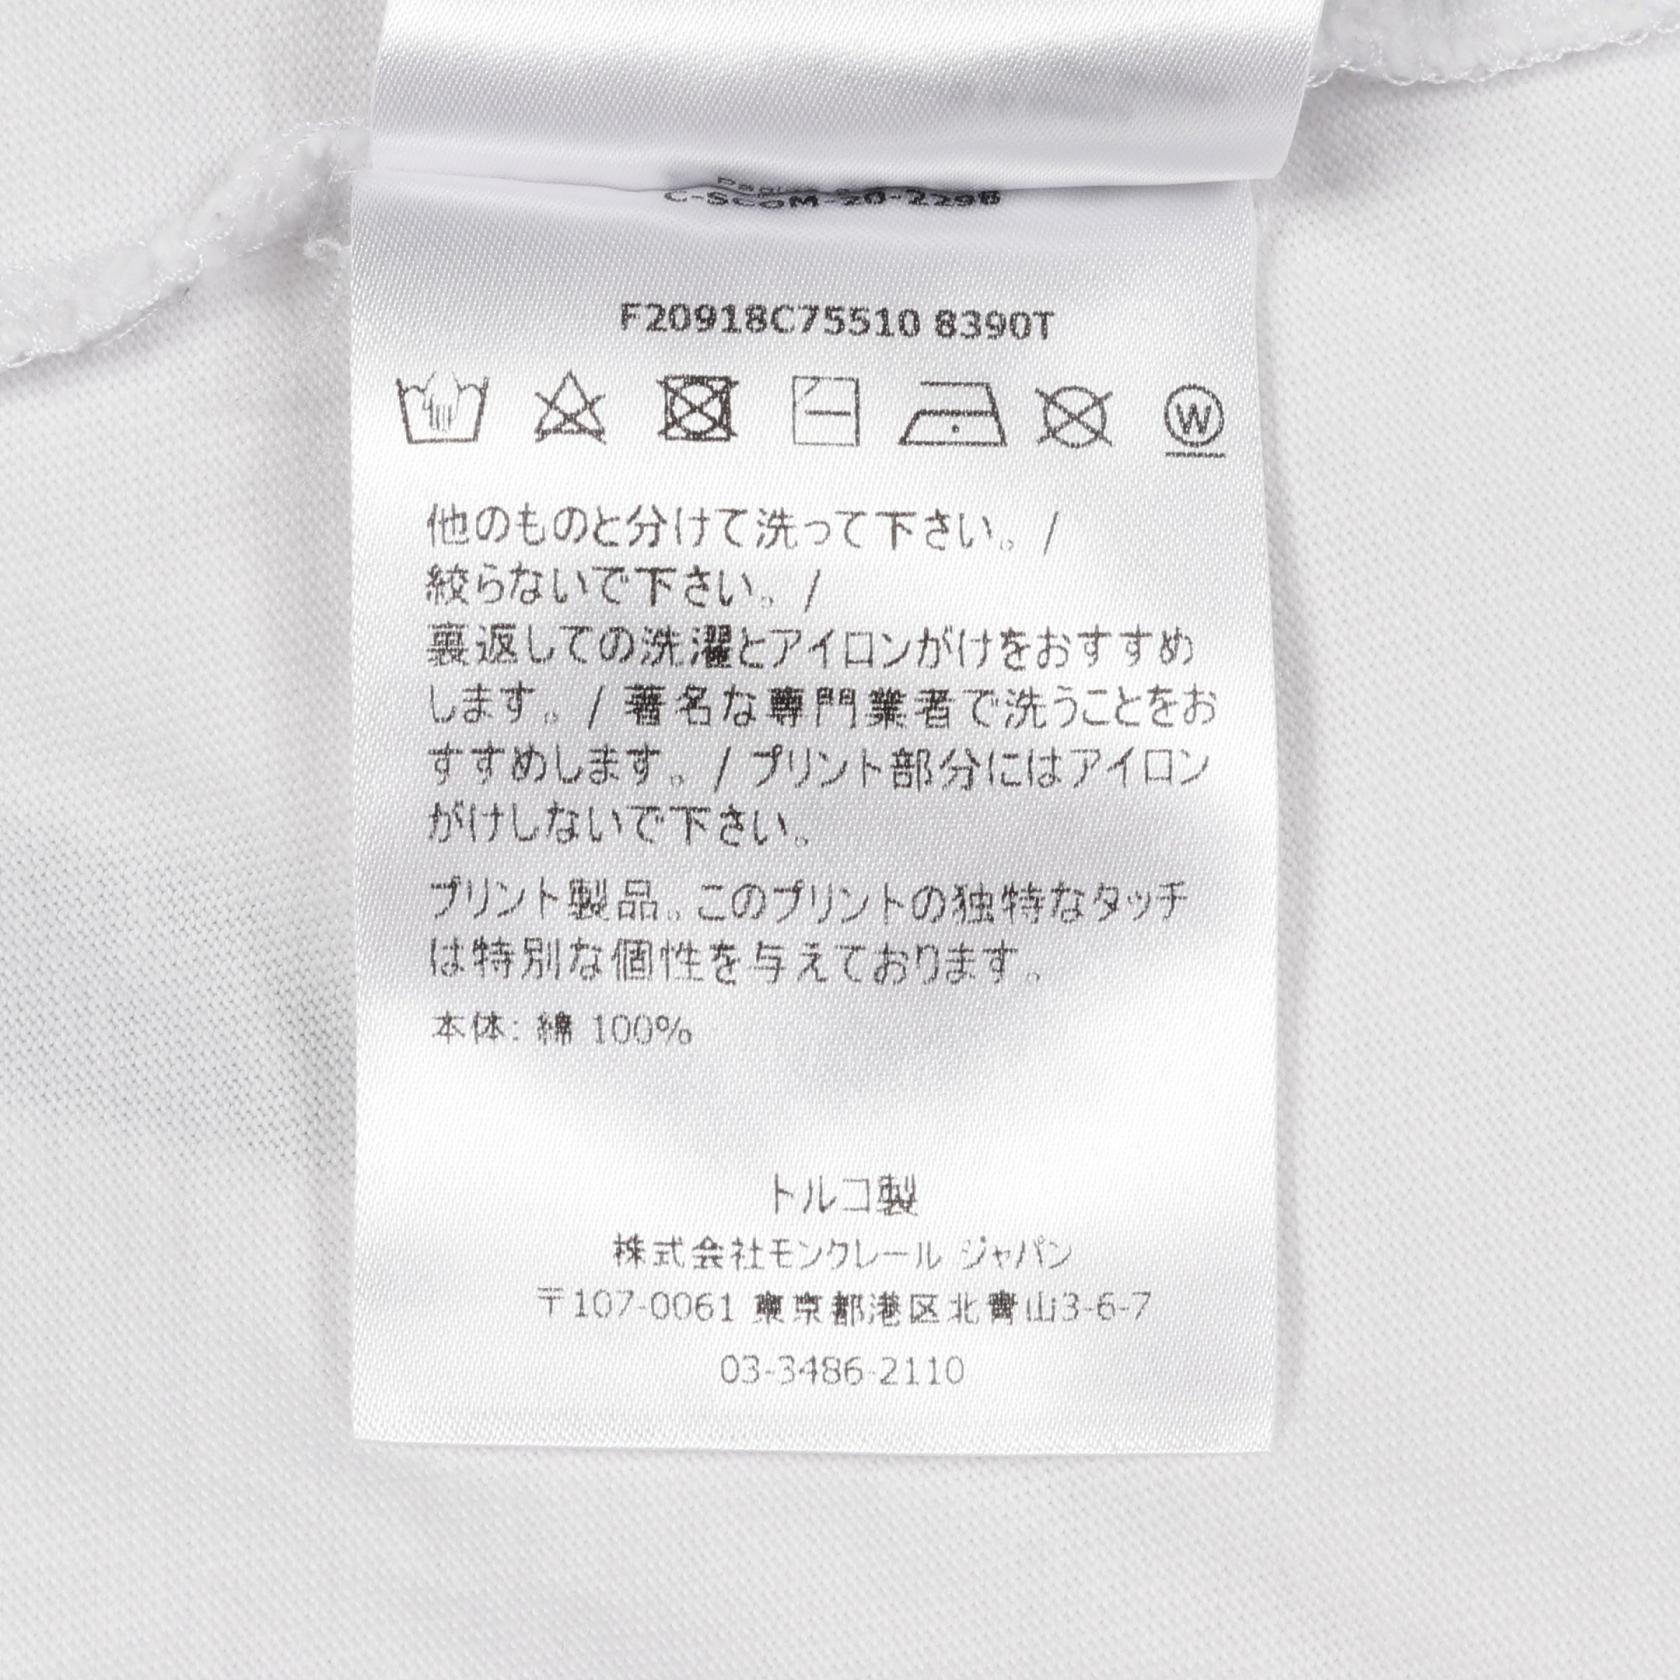 C-SCOM-20-2298
F20918C75510 8390T
W
他のものと分けて洗って下さい。/
絞らないで下さい。/
裏返しての洗濯とアイロンがけをおすすめ
します。/ 著名な専門業者で洗うことをお
すすめします。/ プリント部分にはアイロン
がけしないで下さい。
プリント製品。このプリントの独特なタッチ
は特別な個性を与えております。
本体: 綿 100%
トルコ製
株式会社モンクレール ジャパン
〒107-0061 東京都港区北青山3-6-7
03-3486-2110